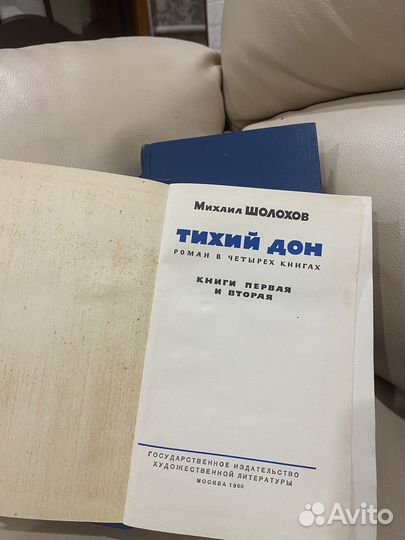 Михаил ШОЛОХОВ
ТИХИЙ ДОН
РОМАН В ЧЕТЫРЕХ КНИГАХ
КНИГИ ПЕРВАЯ
И ВТОРАЯ
ГОСУДАРСТВЕННОЕ ИЗДАТЕЛЬСТВО
ХУДОЖЕСТВЕННОЙ ЛИТЕРАТУРЫ
МОСКВА 1960
Avito